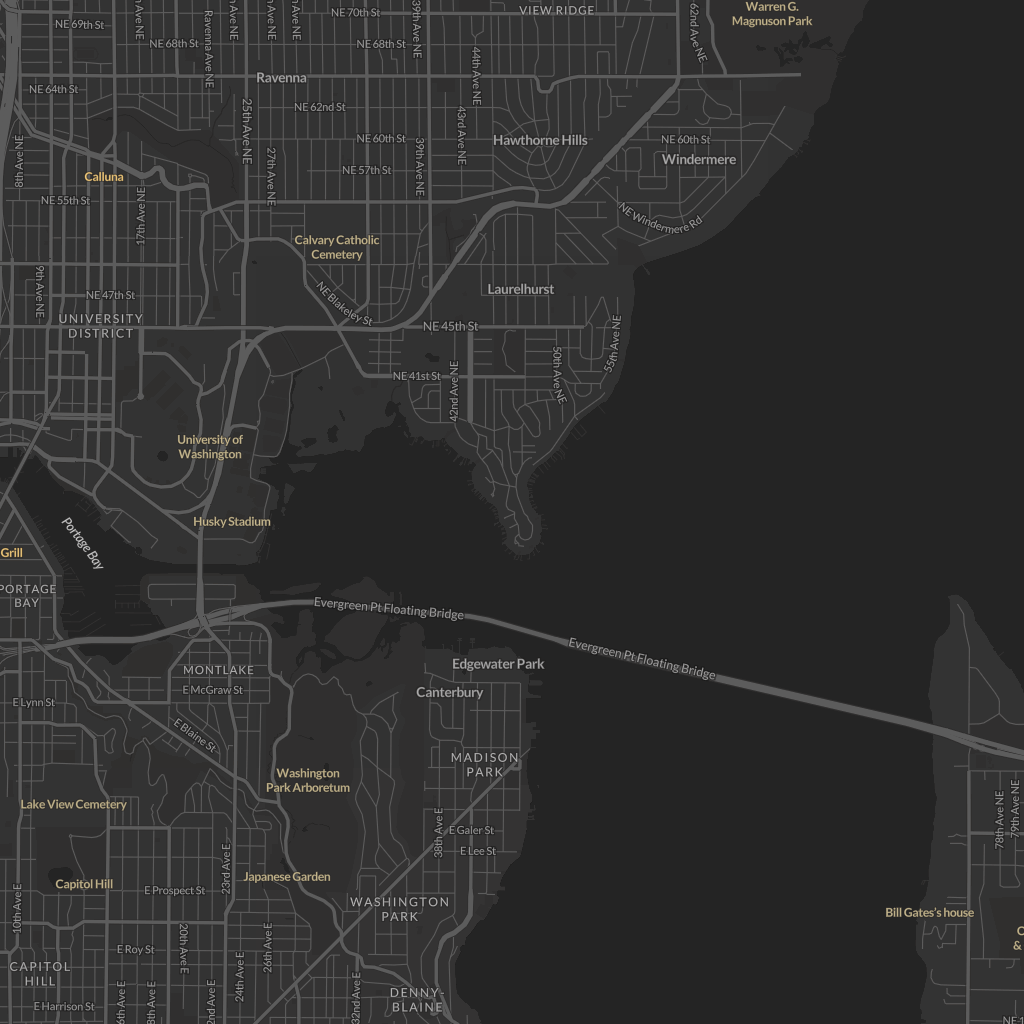 Warren G.
Magnuson Park
NE 70th St
VIEW RIDGE
NE 69th St
NE 68th St
NE 68th St
Ravenna Ave NE
39th Ave NE
62nd Ave NE
44th Ave NE
Ravenna
NE 64th St
NE 62nd St
25th Ave NE
43rd Ave NE
NE 60th St
Hawthorne Hills
NE 60th St
Windermere
8th Ave NE
39th Ave NE
27th Ave NE
NE 57th St
Calluna
NE 55th St
17th Ave NE
NE Windermere Rd
Calvary Catholic
Cemetery
9th Ave NE
NE 47th St
NE Blakeley St
Laurelhurst
UNIVERSITY
DISTRICT
NE 45th St
55th Ave NE
50th Ave NE
NE 41st St
42nd Ave NE
University of
Washington
Husky Stadium
Portage Bay
Grill
PORTAGE
BAY
Evergreen Pt Floating Bridge
Evergreen Pt Floating Bridge
MONTLAKE
Edgewater Park
E McGraw St
Canterbury
E Lynn St
E Blaine St
MADISON
PARK
Washington
Park Arboretum
Lake View Cemetery
78th Ave NE
79th Ave NE
38th Ave E
E Galer St
E Lee St
23rd Ave E
Capitol Hill
E Prospect St
Japanese Garden
10th Ave E
WASHINGTON
PARK
Bill Gates's house
20th Ave E
26th Ave E
E Roy St
&
CAPITOL
HILL
24th Ave E
32nd Ave E
DENNY-
BLAINE
E Harrison St